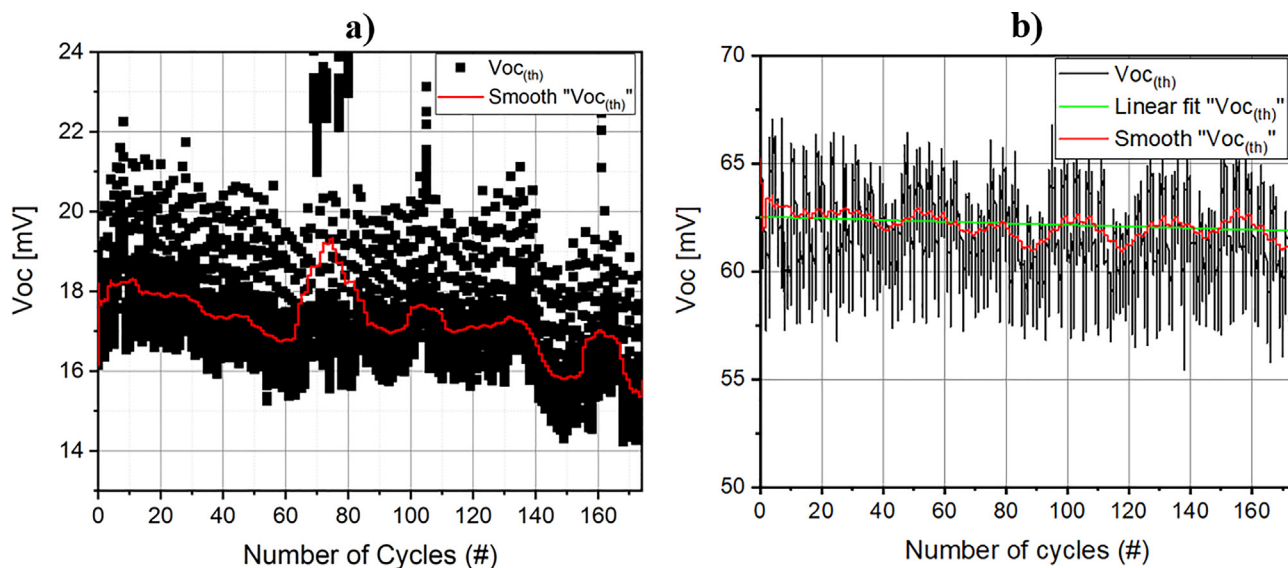 a)
24
22
20
18
16
14
Voc [mV]
Voc(th)
Smooth "Voc(th)"
0 20 40 60 80 100 120 140 160
Number of Cycles (#)
b)
70
65
60
55
50
Voc [mV]
Voc(th)
Linear fit "Voc(th)"
Smooth "Voc(th)"
0 20 40 60 80 100 120 140 160
Number of cycles (#)